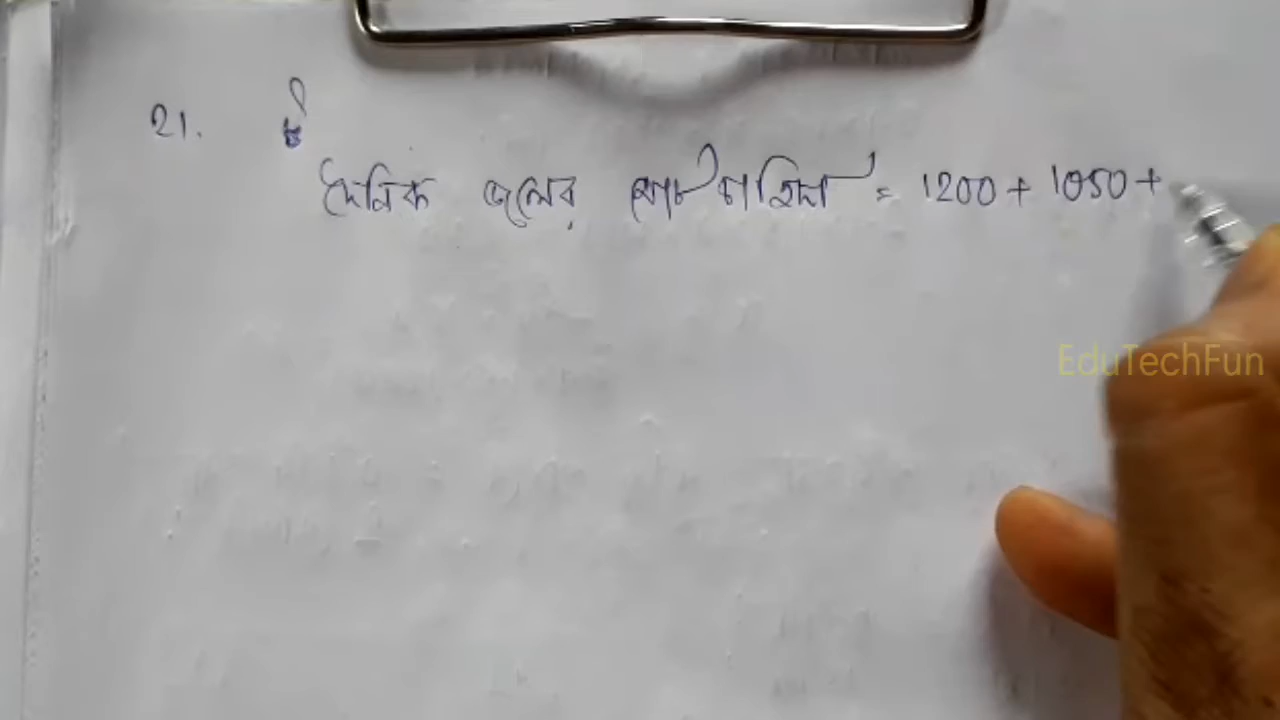 21.
দৈনিক জলের মোট চাহিদা = 1200 + 1050 +
EduTechFun